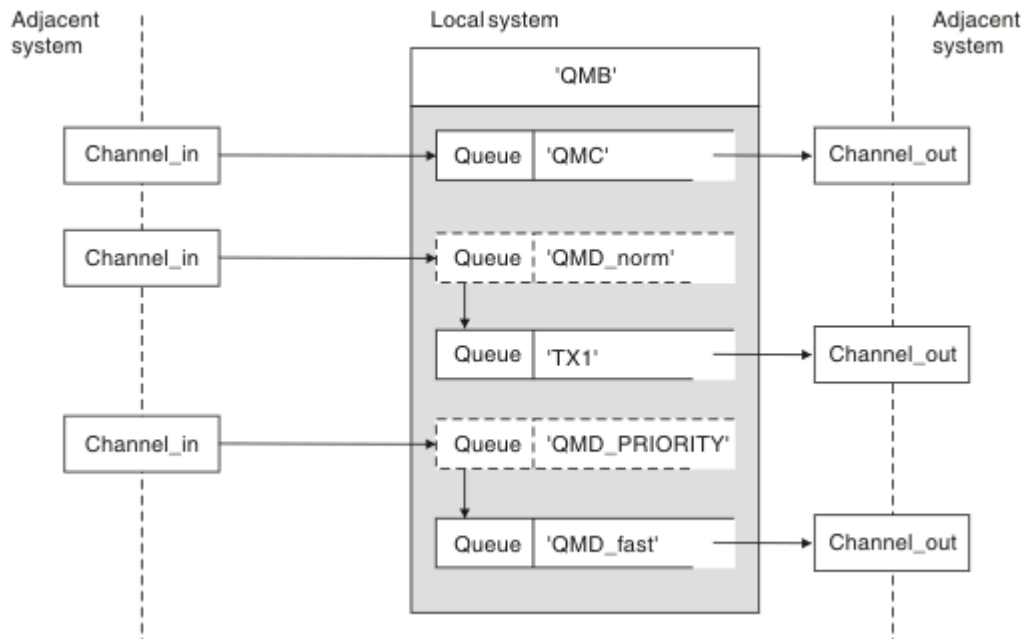 Adjacent
system
Local system
Adjacent
system
'QMB'
Channel_in
Queue 'QMC'
Channel_out
Channel_in
Queue 'QMD_norm'
Queue 'TX1'
Channel_out
Channel_in
Queue 'QMD_PRIORITY'
Queue 'QMD_fast'
Channel_out